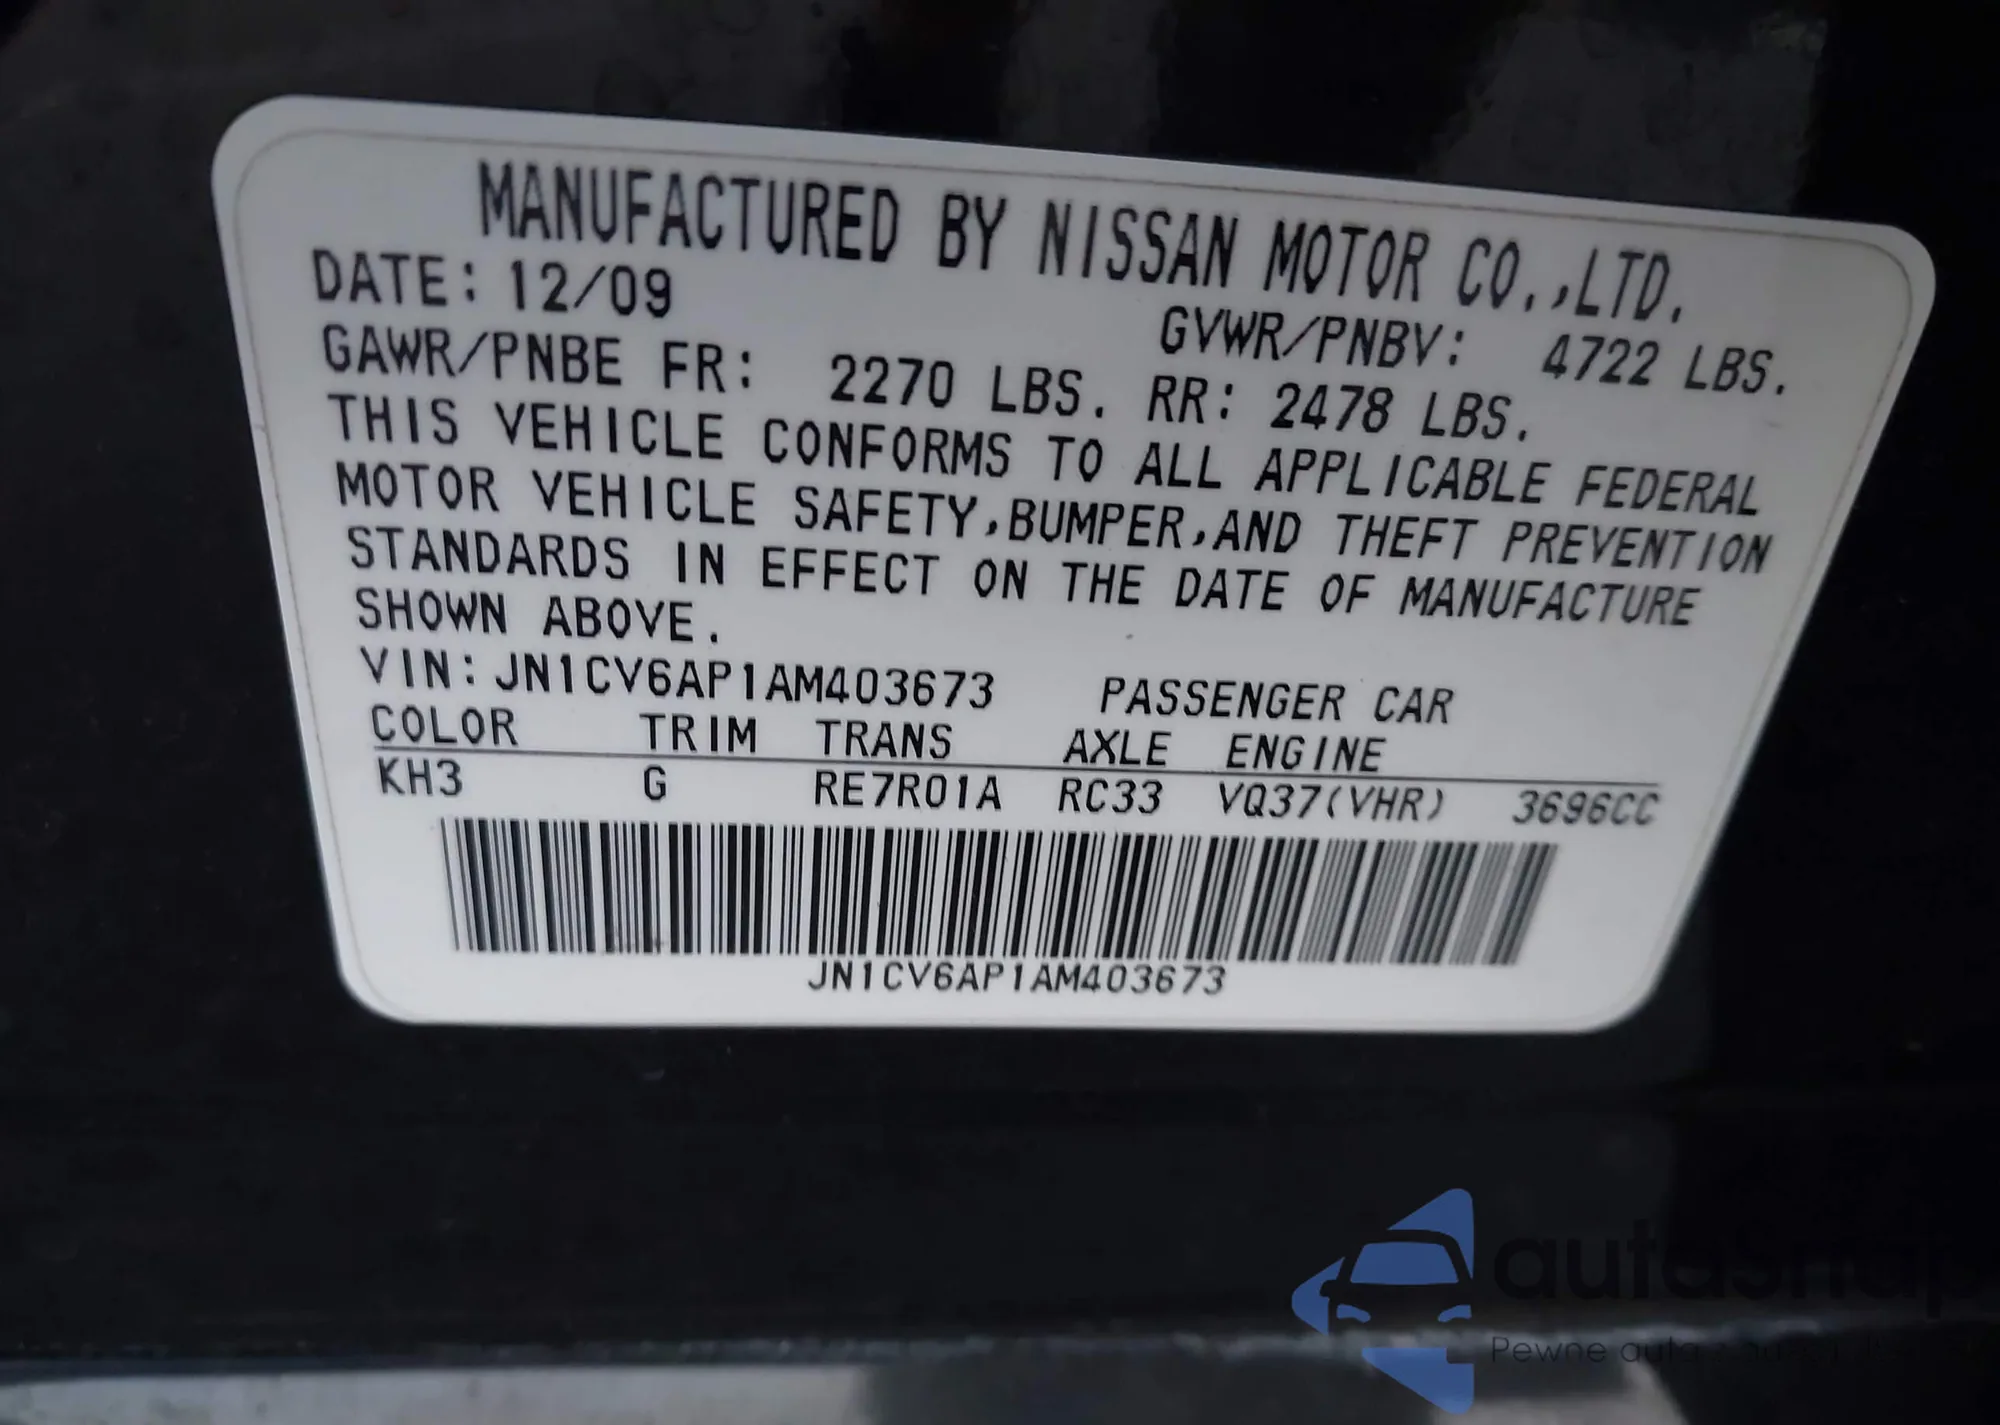 MANUFACTURED BY NISSAN MOTOR CO.,LTD.
DATE: 12/09 GVWR/PNBV: 4722 LBS.
GAWR/PNBE FR: 2270 LBS. RR: 2478 LBS.
THIS VEHICLE CONFORMS TO ALL APPLICABLE FEDERAL
MOTOR VEHICLE SAFETY,BUMPER,AND THEFT PREVENTION
STANDARDS IN EFFECT ON THE DATE OF MANUFACTURE
SHOWN ABOVE.
VIN: JN1CV6AP1AM403673 PASSENGER CAR
COLOR TRIM TRANS AXLE ENGINE
KH3 G RE7R01A RC33 VQ37(VHR) 3696CC
JN1CV6AP1AM403673
autosnap
Pewne auta